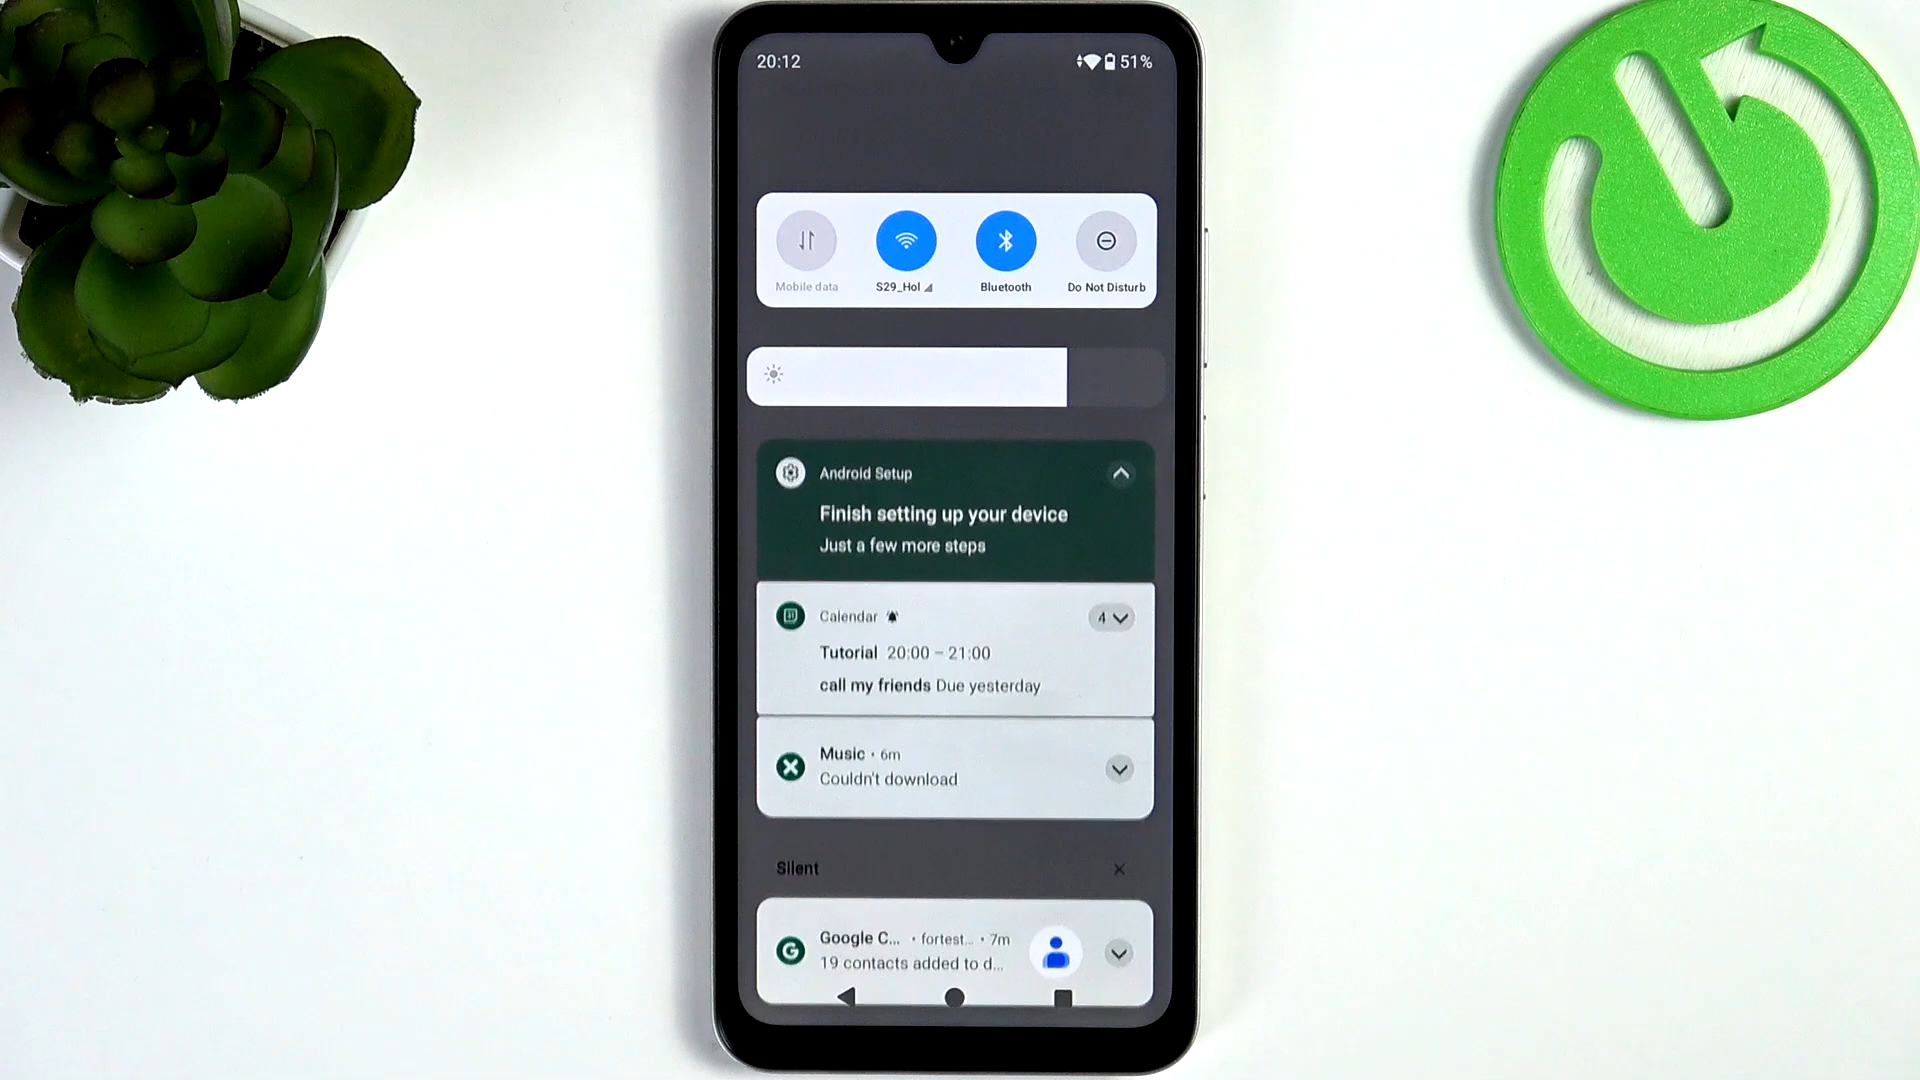 20:12
51%
Mobile data
S29_Hol
Bluetooth
Do Not Disturb
Android Setup
Finish setting up your device
Just a few more steps
Calendar
4
Tutorial 20:00 – 21:00
call my friends Due yesterday
Music • 6m
Couldn't download
Silent
Google C... • fortest... • 7m
19 contacts added to d...